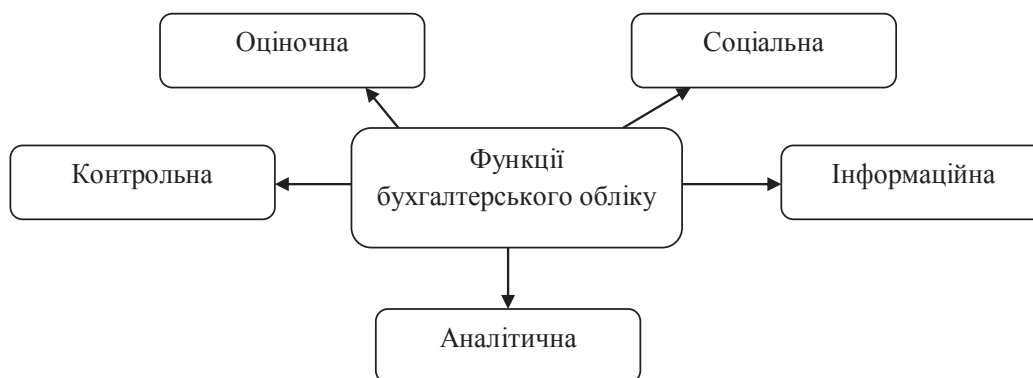 Оціночна
Соціальна
Контрольна
Функції
бухгалтерського обліку
Інформаційна
Аналітична